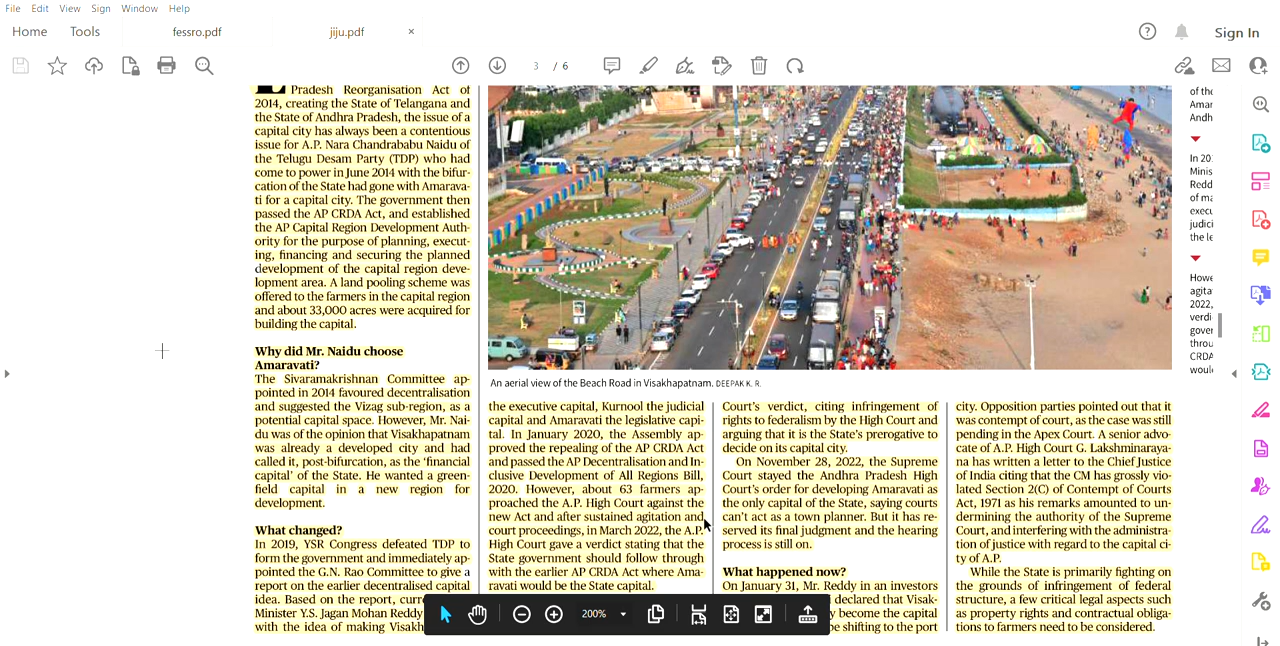 File Edit View Sign Window Help
Home Tools fessro.pdf jiju.pdf × Sign In
3 / 6
Pradesh Reorganisation Act of
2014, creating the State of Telangana and
the State of Andhra Pradesh, the issue of a
capital city has always been a contentious
issue for A.P. Nara Chandrababu Naidu of
the Telugu Desam Party (TDP) who had
come to power in June 2014 with the bifur-
cation of the State had gone with Amarava-
ti for a capital city. The government then
passed the AP CRDA Act, and established
the AP Capital Region Development Auth-
ority for the purpose of planning, execut-
ing, financing and securing the planned
development of the capital region deve-
lopment area. A land pooling scheme was
offered to the farmers in the capital region
and about 33,000 acres were acquired for
building the capital.
Why did Mr. Naidu choose
Amaravati?
The Sivaramakrishnan Committee ap-
pointed in 2014 favoured decentralisation
and suggested the Vizag sub-region, as a
potential capital space. However, Mr. Nai-
du was of the opinion that Visakhapatnam
was already a developed city and had
called it, post-bifurcation, as the ‘financial
capital’ of the State. He wanted a green-
field capital in a new region for
development.
What changed?
In 2019, YSR Congress defeated TDP to
form the government and immediately ap-
pointed the G.N. Rao Committee to give a
report on the earlier decentralised capital
idea. Based on the report,
Minister Y.S. Jagan Mohan Reddy
with the idea of making
An aerial view of the Beach Road in Visakhapatnam. DEEPAK K. R.
the executive capital, Kurnool the judicial
capital and Amaravati the legislative capi-
tal. In January 2020, the Assembly ap-
proved the repealing of the AP CRDA Act
and passed the AP Decentralisation and In-
clusive Development of All Regions Bill,
2020. However, about 63 farmers ap-
proached the A.P. High Court against the
new Act and after sustained agitation and
court proceedings, in March 2022, the A.P.
High Court gave a verdict stating that the
State government should follow through
with the earlier AP CRDA Act where Ama-
ravati would be the State capital.
Court’s verdict, citing infringement of
rights to federalism by the High Court and
arguing that it is the State’s prerogative to
decide on its capital city.
On November 28, 2022, the Supreme
Court stayed the Andhra Pradesh High
Court’s order for developing Amaravati as
the only capital of the State, saying courts
can’t act as a town planner. But it has re-
served its final judgment and the hearing
process is still on.
What happened now?
On January 31, Mr. Reddy in an investors
declared that Visak-
become the capital
be shifting to the port
city. Opposition parties pointed out that it
was contempt of court, as the case was still
pending in the Apex Court. A senior advo-
cate of A.P. High Court G. Lakshminaraya-
na has written a letter to the Chief Justice
of India citing that the CM has grossly vio-
lated Section 2(C) of Contempt of Courts
Act, 1971 as his remarks amounted to un-
dermining the authority of the Supreme
Court, and interfering with the administra-
tion of justice with regard to the capital ci-
ty of A.P.
While the State is primarily fighting on
the grounds of infringement of federal
structure, a few critical legal aspects such
as property rights and contractual obliga-
tions to farmers need to be considered.
of the
Amar
Andh
In 20
Minis
Redd
of ma
execu
judici
the le
Howe
agita
2022,
verdi
gover
throu
CRDA
would
200%